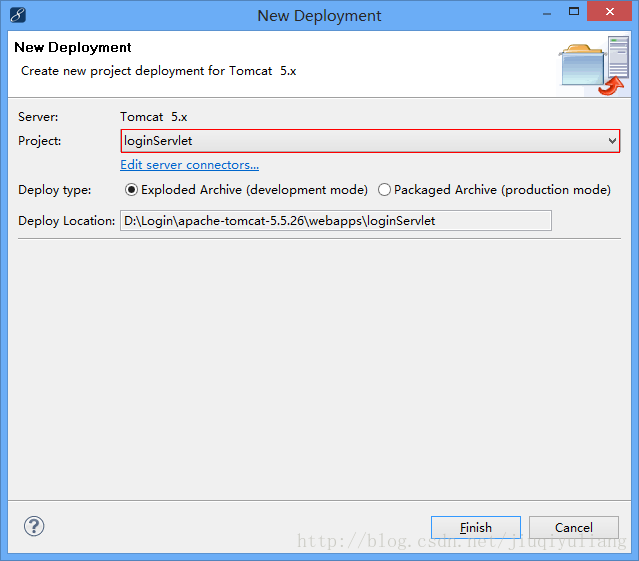 New Deployment
New Deployment
Create new project deployment for Tomcat 5.x
Server: Tomcat 5.x
Project: loginServlet
Edit server connectors...
Deploy type: Exploded Archive (development mode) Packaged Archive (production mode)
Deploy Location: D:\Login\apache-tomcat-5.5.26\webapps\loginServlet
?
Finish Cancel
http://blog.csdn.net/jiuqiyuliang